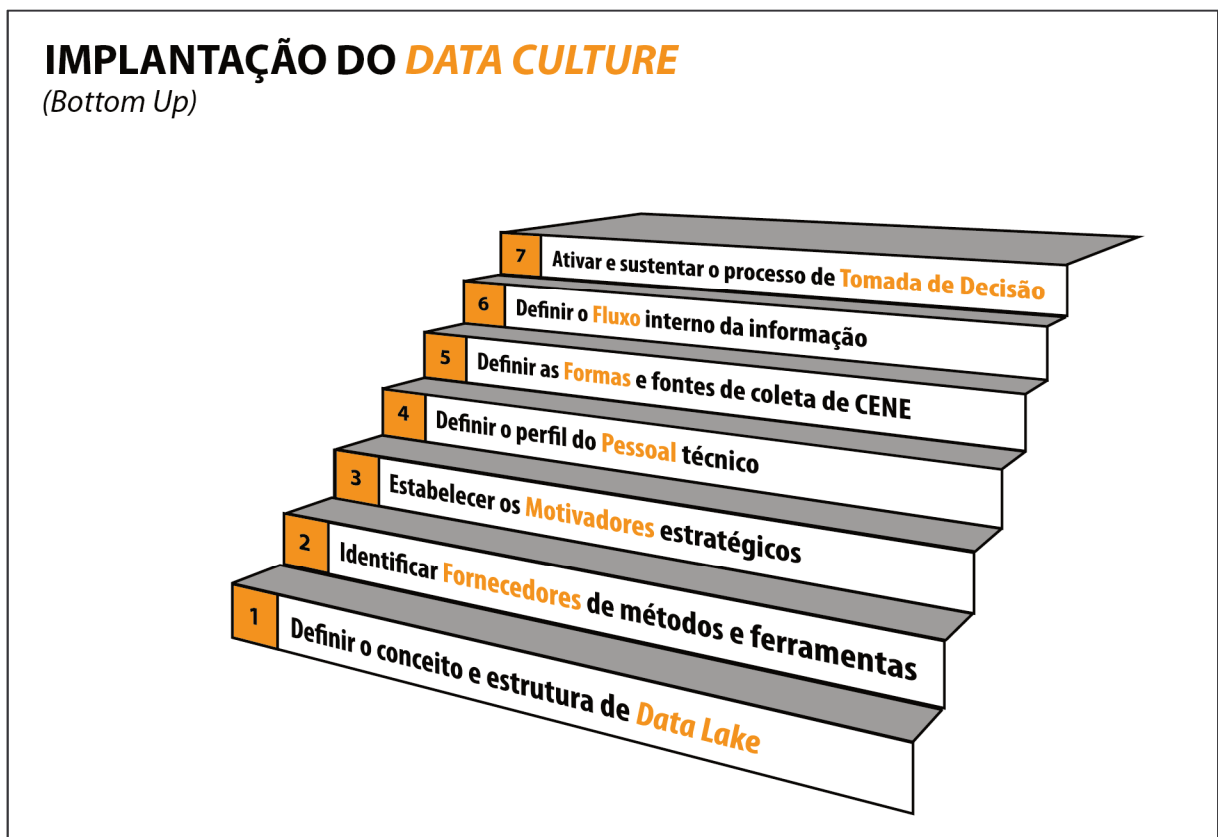 IMPLANTAÇÃO DO DATA CULTURE
(Bottom Up)
7 Ativar e sustentar o processo de Tomada de Decisão
6 Definir o Fluxo interno da informação
5 Definir as Formas e fontes de coleta de CENE
4 Definir o perfil do Pessoal técnico
3 Estabelecer os Motivadores estratégicos
2 Identificar Fornecedores de métodos e ferramentas
1 Definir o conceito e estrutura de Data Lake